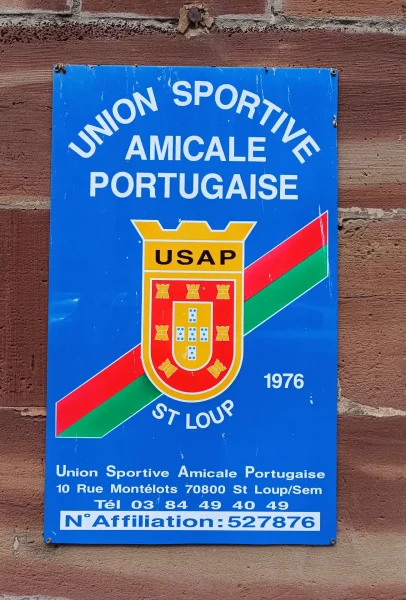 UNION SPORTIVE
AMICALE
PORTUGAISE
USAP
1976
ST LOUP
Union Sportive Amicale Portugaise
10 Rue Montélots 70800 St Loup/Sem
Tél 03 84 49 40 49
N° Affiliation : 527876